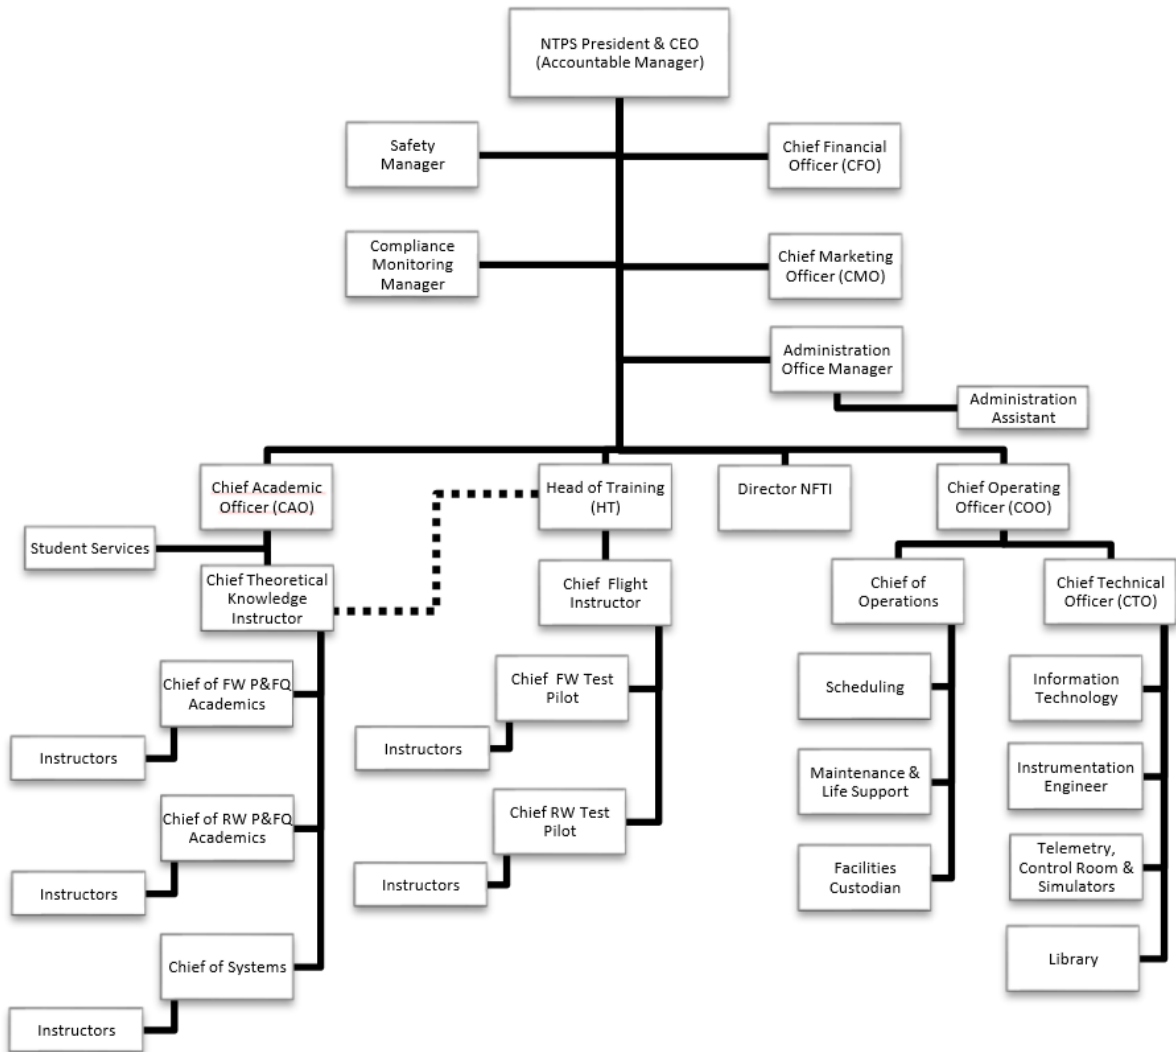 NTPS President & CEO
(Accountable Manager)
Safety
Manager
Chief Financial
Officer (CFO)
Compliance
Monitoring
Manager
Chief Marketing
Officer (CMO)
Administration
Office Manager
Administration
Assistant
Chief Academic
Officer (CAO)
Head of Training
(HT)
Director NFTI
Chief Operating
Officer (COO)
Student Services
Chief Theoretical
Knowledge
Instructor
Chief Flight
Instructor
Chief of
Operations
Chief Technical
Officer (CTO)
Chief of FW P&FQ
Academics
Instructors
Chief of RW P&FQ
Academics
Instructors
Chief of Systems
Instructors
Chief FW Test
Pilot
Instructors
Chief RW Test
Pilot
Instructors
Scheduling
Maintenance &
Life Support
Facilities
Custodian
Information
Technology
Instrumentation
Engineer
Telemetry,
Control Room &
Simulators
Library